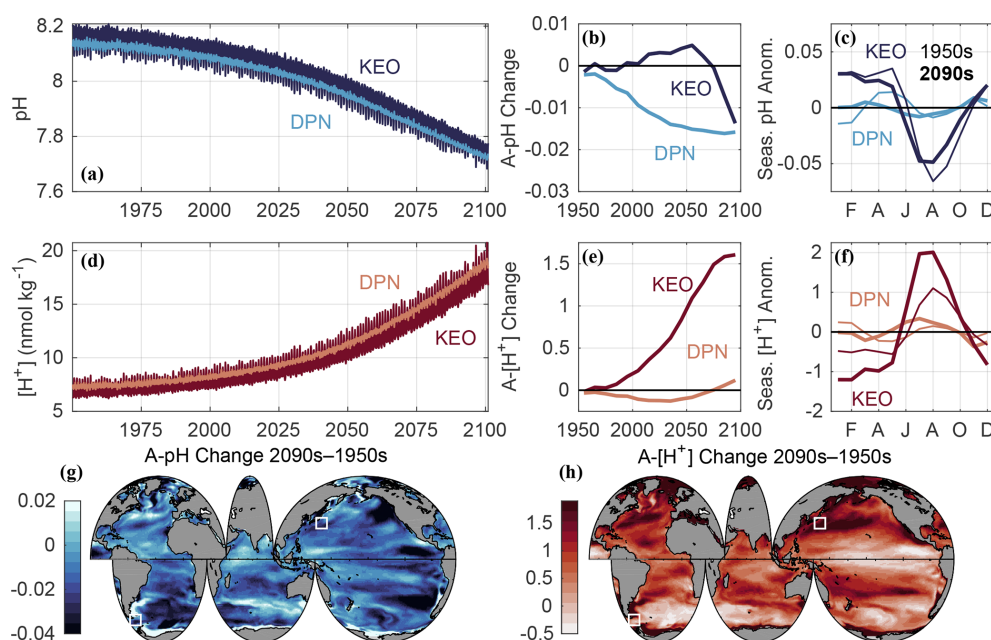 8.2
8
7.8
7.6
pH
KEO
DPN
(a)
1975 2000 2025 2050 2075 2100
0.01
0
-0.01
-0.02
-0.03
A-pH Change
(b)
KEO
DPN
1950 2000 2050 2100
0.05
0
-0.05
Seas. pH Anom.
(c)
KEO
1950s
2090s
DPN
F A J A O D
20
15
10
5
[H⁺] (nmol kg⁻¹)
(d)
DPN
KEO
1975 2000 2025 2050 2075 2100
1.5
1
0.5
0
A-[H⁺] Change
(e)
KEO
DPN
1950 2000 2050 2100
2
1
0
-1
-2
Seas. [H⁺] Anom.
(f)
DPN
KEO
F A J A O D
A-pH Change 2090s–1950s
(g)
0.02
0
-0.02
-0.04
A-[H⁺] Change 2090s–1950s
(h)
1.5
1
0.5
0
-0.5